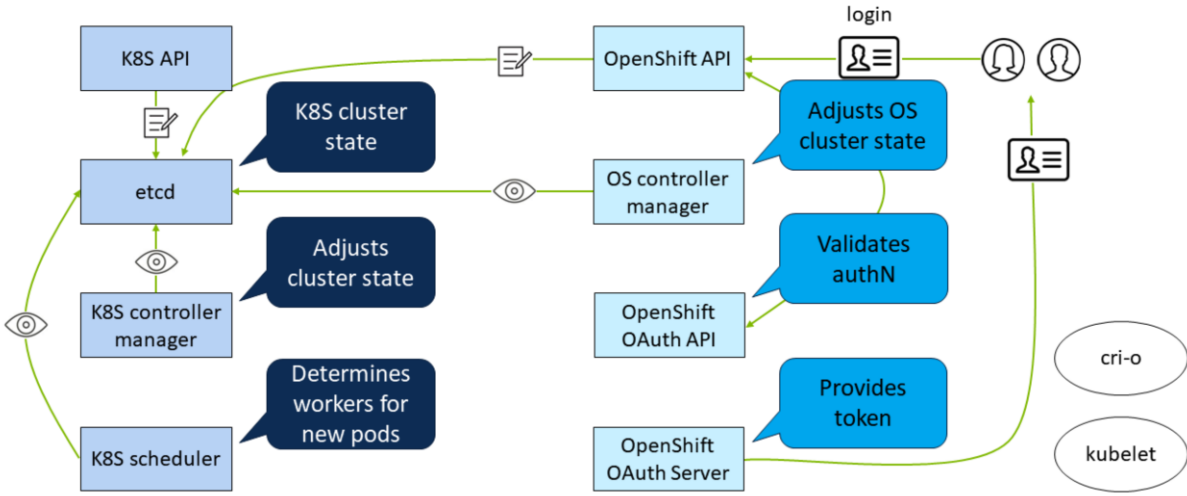 login
K8S API
OpenShift API
K8S cluster
state
Adjusts OS
cluster state
etcd
OS controller
manager
Adjusts
cluster state
Validates
authN
K8S controller
manager
OpenShift
OAuth API
cri-o
Determines
workers for
new pods
Provides
token
K8S scheduler
OpenShift
OAuth Server
kubelet